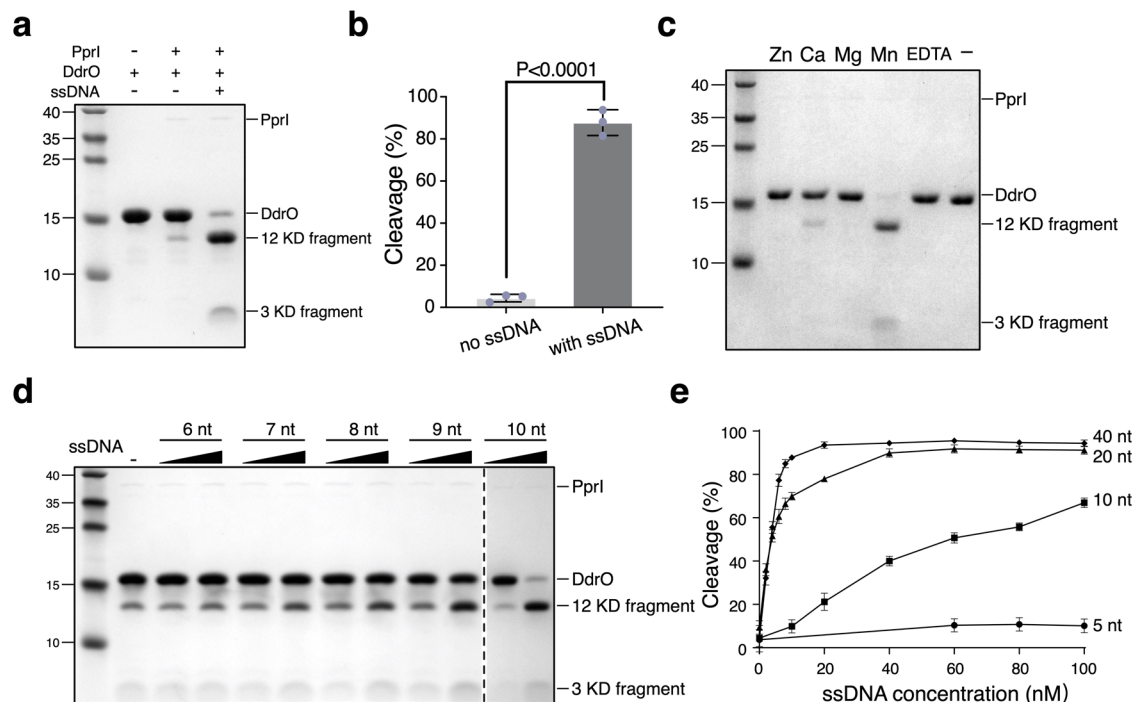 a
PprI - + +
DdrO + + +
ssDNA - - +
40
35
25
15
10
PprI
DdrO
12 KD fragment
3 KD fragment
b
P<0.0001
Cleavage (%)
100
80
60
40
20
0
no ssDNA
with ssDNA
c
Zn Ca Mg Mn EDTA –
40
35
25
15
10
PprI
DdrO
12 KD fragment
3 KD fragment
d
ssDNA - 6 nt 7 nt 8 nt 9 nt 10 nt
40
35
25
15
10
PprI
DdrO
12 KD fragment
3 KD fragment
e
Cleavage (%)
100
80
60
40
20
0
0 20 40 60 80 100
ssDNA concentration (nM)
40 nt
20 nt
10 nt
5 nt